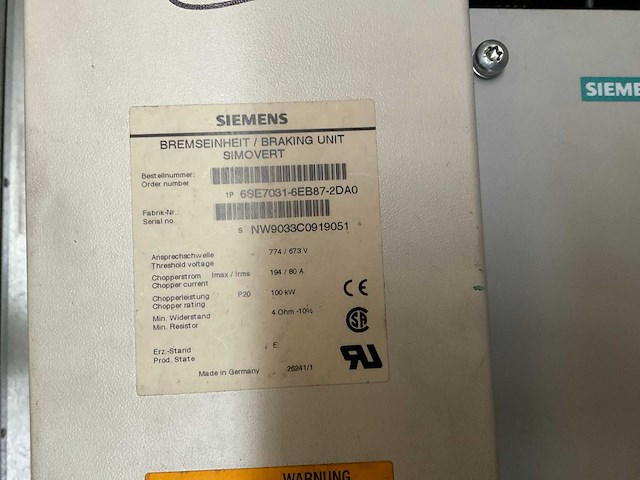 SIEMENS
BREMSEINHEIT / BRAKING UNIT
SIMOVERT
Bestellnummer:
Order number
1P 6SE7031-6EB87-2DA0
Fabrik-Nr.:
Serial no.
S NW9033C0919051
Ansprechschwelle 774 / 673 V
Threshold voltage
Chopperstrom Imax / Irms 194 / 80 A
Chopper current
Chopperleistung P20 100 kW
Chopper rating
Min. Widerstand 4 Ohm -10%
Min. Resistor
Erz.-Stand E
Prod. State
Made in Germany 26241/1
CE
SA
WARNUNG
SIEME